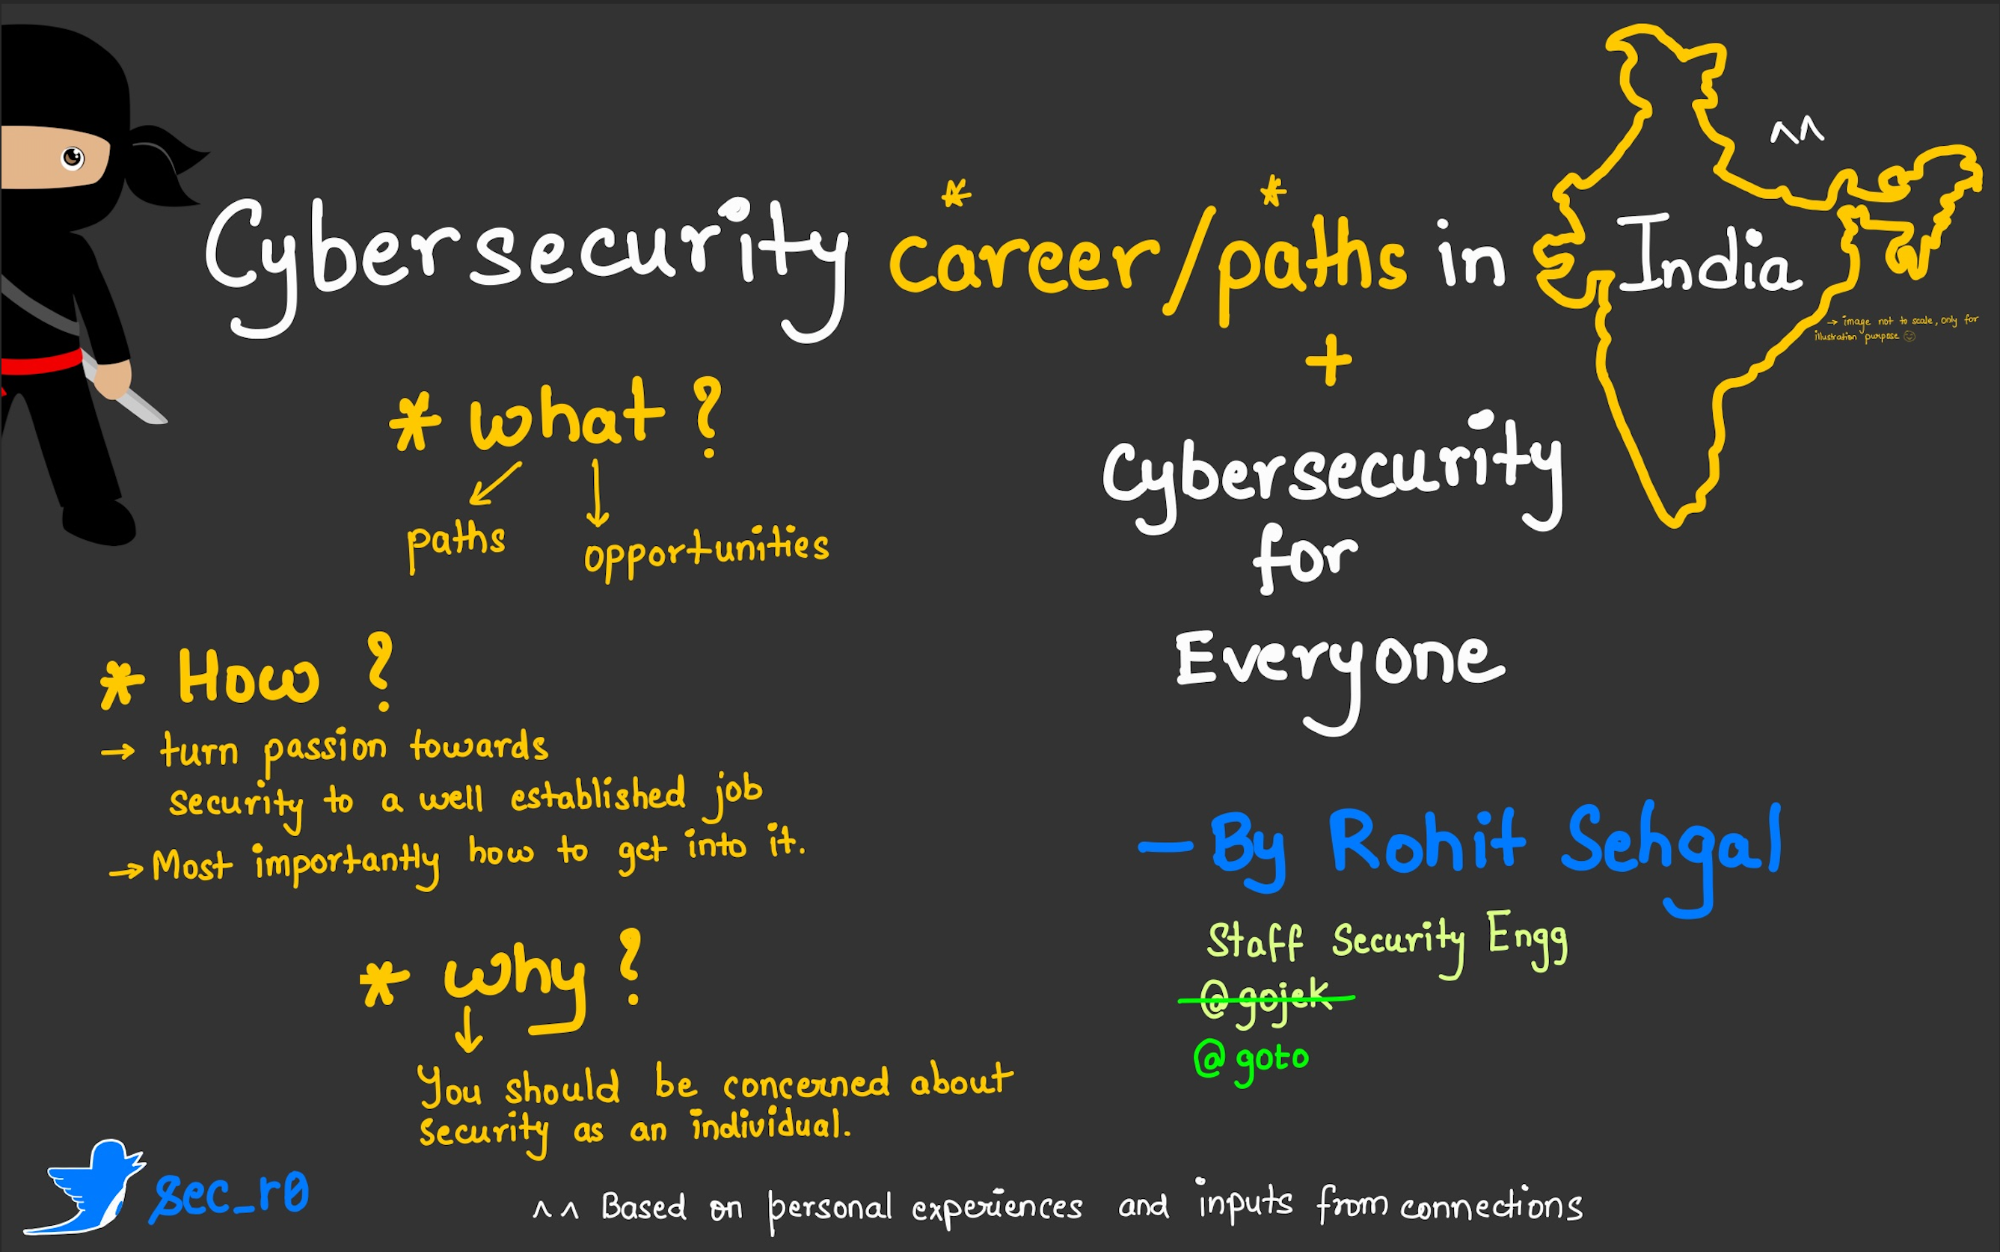 ^^
* *
Cybersecurity career/paths in India
→ image not to scale, only for
illustration purpose
+
* what?
paths
opportunities
Cybersecurity
for
Everyone
* How ?
→ turn passion towards
security to a well established job
→ Most importantly how to get into it.
— By Rohit Sehgal
Staff Security Engg
@gojek
@goto
* why ?
You should be concerned about
security as an individual.
sec_r0
^^ Based on personal experiences and inputs from connections